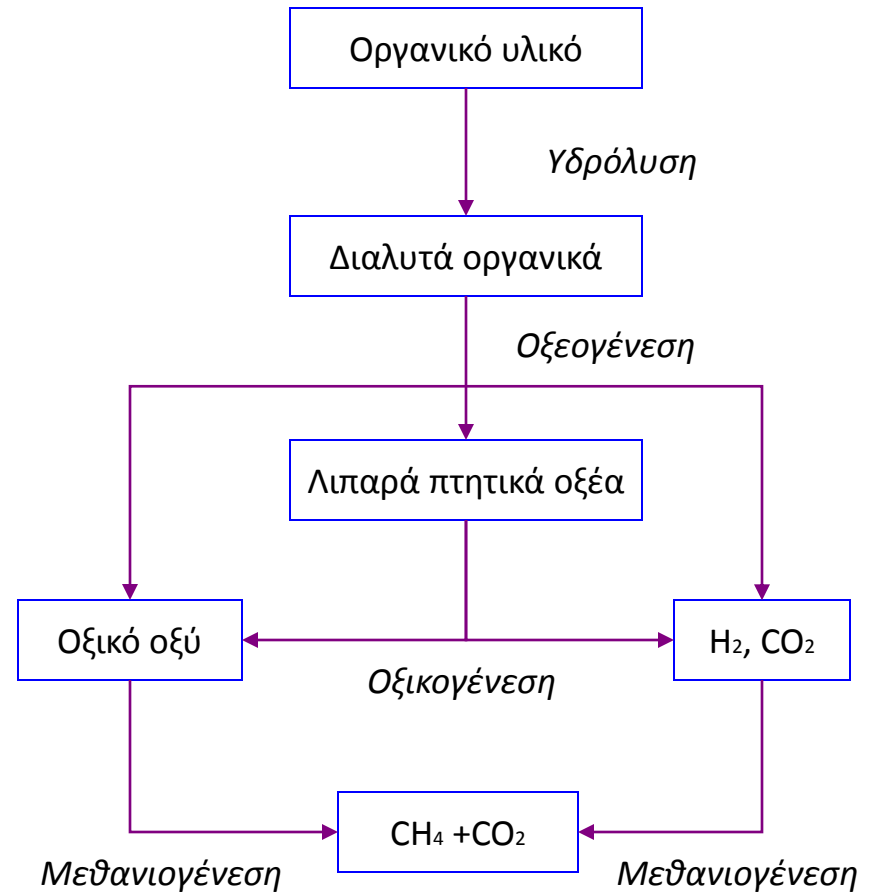 Οργανικό υλικό
Υδρόλυση
Διαλυτά οργανικά
Οξεογένεση
Λιπαρά πτητικά οξέα
Οξικό οξύ
H₂, CO₂
Οξικογένεση
CH₄ +CO₂
Μεθανιογένεση
Μεθανιογένεση